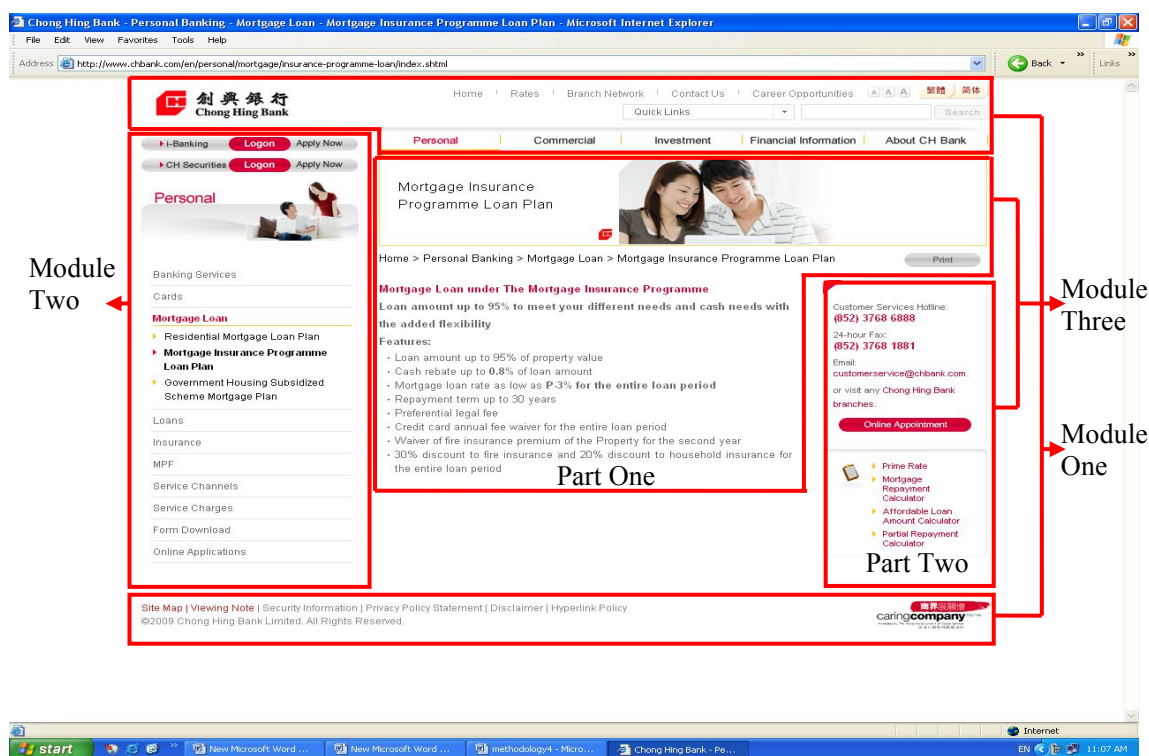 Chong Hing Bank - Personal Banking - Mortgage Loan - Mortgage Insurance Programme Loan Plan - Microsoft Internet Explorer
File Edit View Favorites Tools Help
Address http://www.chbank.com/en/personal/mortgage/insurance-programme-loan/index.shtml Back » Links »
創興銀行
Chong Hing Bank
Home Rates Branch Network Contact Us Career Opportunities A A A 繁體 简体
Quick Links Search
Personal Commercial Investment Financial Information About CH Bank
i-Banking Logon Apply Now
CH Securities Logon Apply Now
Personal
Banking Services
Cards
Mortgage Loan
Residential Mortgage Loan Plan
Mortgage Insurance Programme
Loan Plan
Government Housing Subsidized
Scheme Mortgage Plan
Loans
Insurance
MPF
Service Channels
Service Charges
Form Download
Online Applications
Module
Two
Mortgage Insurance
Programme Loan Plan
Home > Personal Banking > Mortgage Loan > Mortgage Insurance Programme Loan Plan Print
Mortgage Loan under The Mortgage Insurance Programme
Loan amount up to 95% to meet your different needs and cash needs with
the added flexibility
Features:
· Loan amount up to 95% of property value
· Cash rebate up to 0.8% of loan amount
· Mortgage loan rate as low as P-3% for the entire loan period
· Repayment term up to 30 years
· Preferential legal fee
· Credit card annual fee waiver for the entire loan period
· Waiver of fire insurance premium of the Property for the second year
· 30% discount to fire insurance and 20% discount to household insurance for
the entire loan period
Part One
Customer Services Hotline:
(852) 3768 6888
24-hour Fax:
(852) 3768 1881
Email:
customerservice@chbank.com
or visit any Chong Hing Bank
branches.
Online Appointment
Prime Rate
Mortgage
Repayment
Calculator
Affordable Loan
Amount Calculator
Partial Repayment
Calculator
Part Two
Module
Three
Module
One
Site Map | Viewing Note | Security Information | Privacy Policy Statement | Disclaimer | Hyperlink Policy
©2009 Chong Hing Bank Limited. All Rights Reserved.
商界展關懷
caringcompany
Internet
start » New Microsoft Word ... New Microsoft Word ... methodology4 - Micro... Chong Hing Bank - Pe... EN 11:07 AM